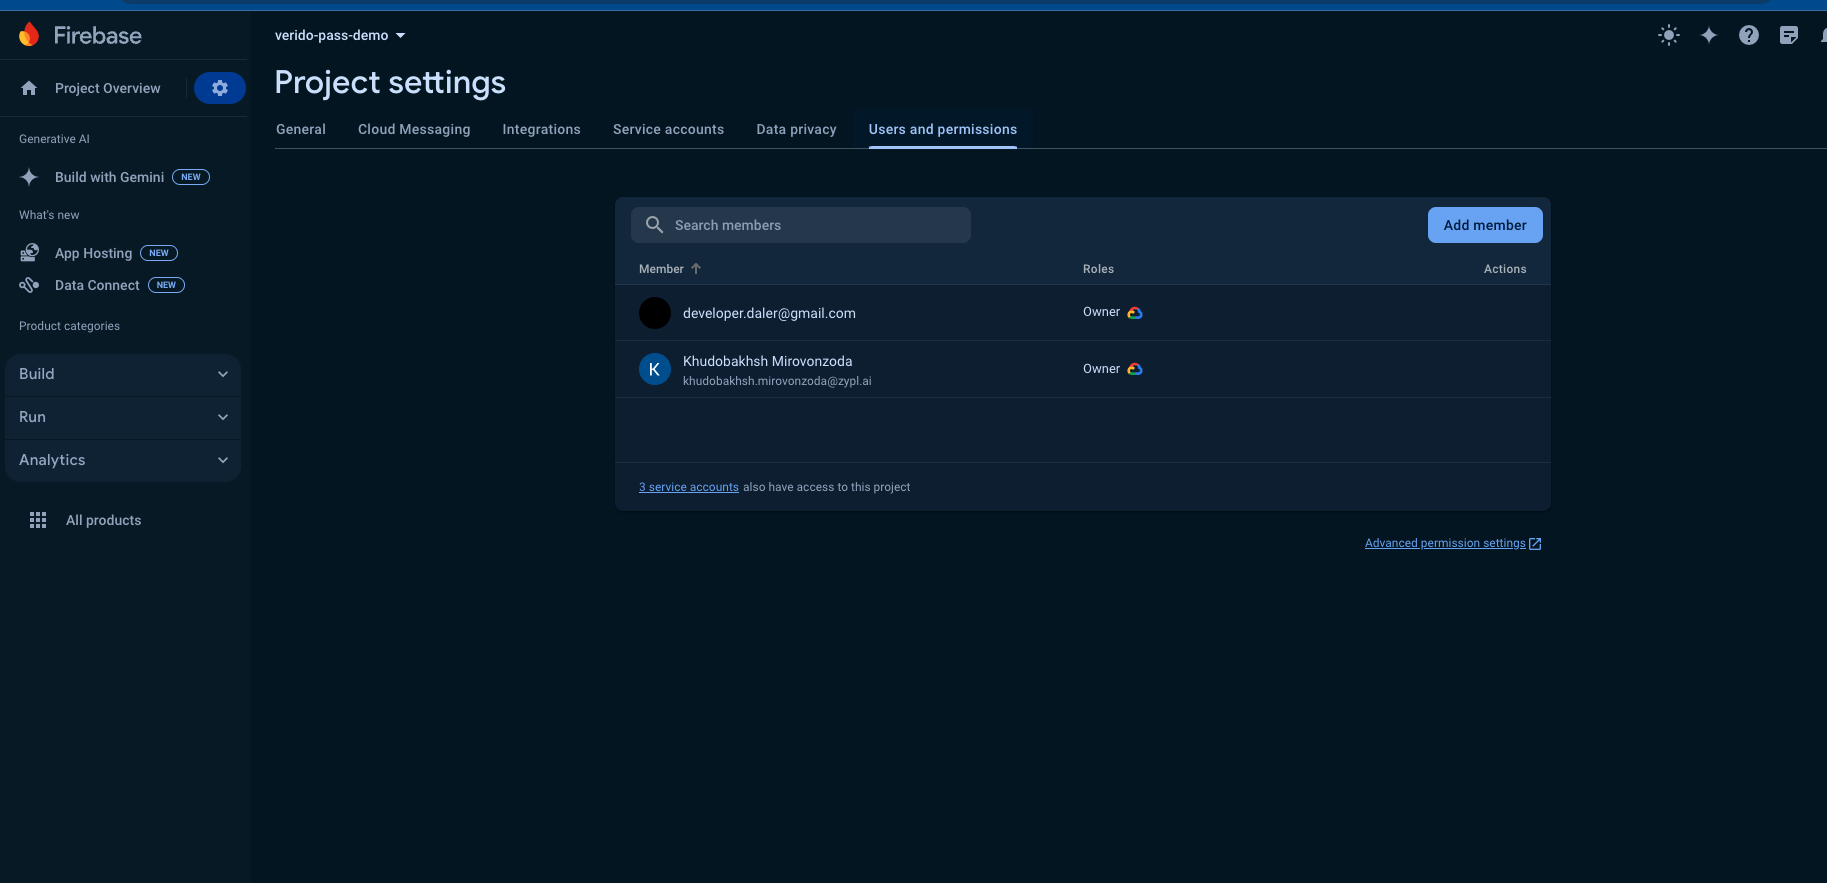 Firebase
verido-pass-demo
Project Overview
Project settings
General Cloud Messaging Integrations Service accounts Data privacy Users and permissions
Generative AI
Build with Gemini NEW
What's new
App Hosting NEW
Data Connect NEW
Product categories
Build
Run
Analytics
All products
Search members
Add member
Member Roles Actions
developer.daler@gmail.com Owner
K
Khudobakhsh Mirovonzoda Owner
khudobakhsh.mirovonzoda@zypl.ai
3 service accounts also have access to this project
Advanced permission settings